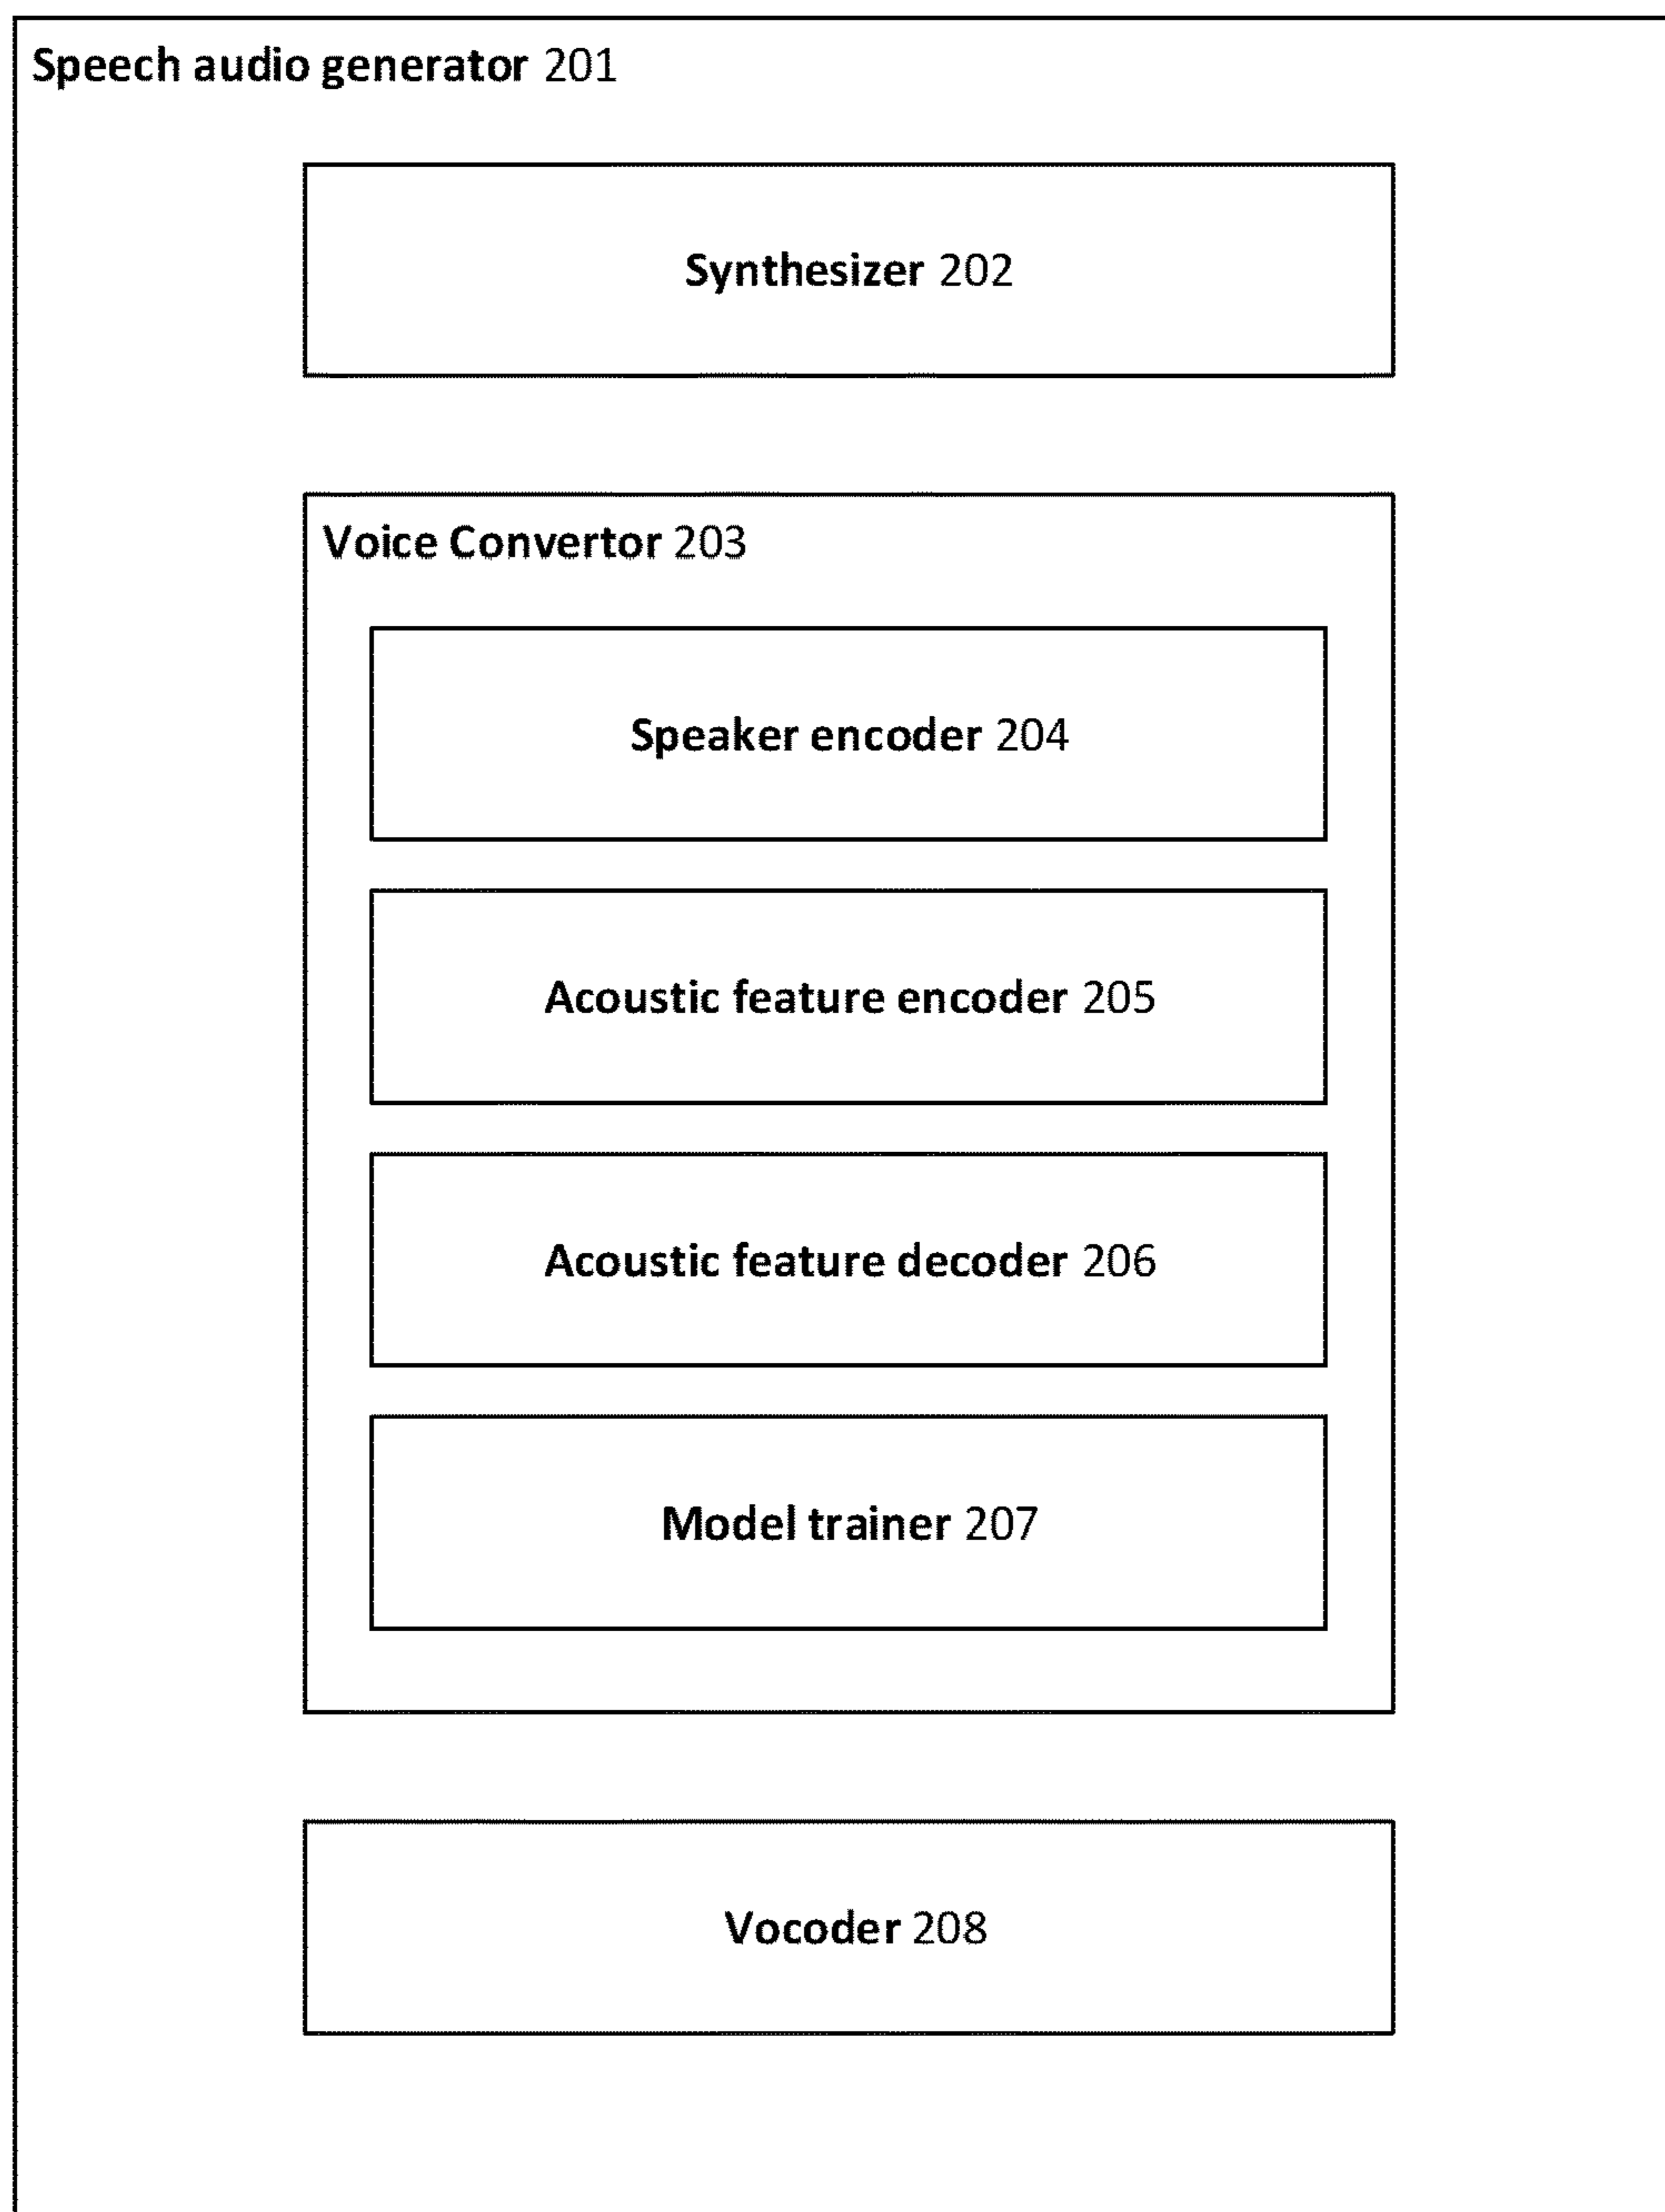 Speech audio generator 201
Synthesizer 202
Voice Convertor 203
Speaker encoder 204
Acoustic feature encoder 205
Acoustic feature decoder 206
Model trainer 207
Vocoder 208